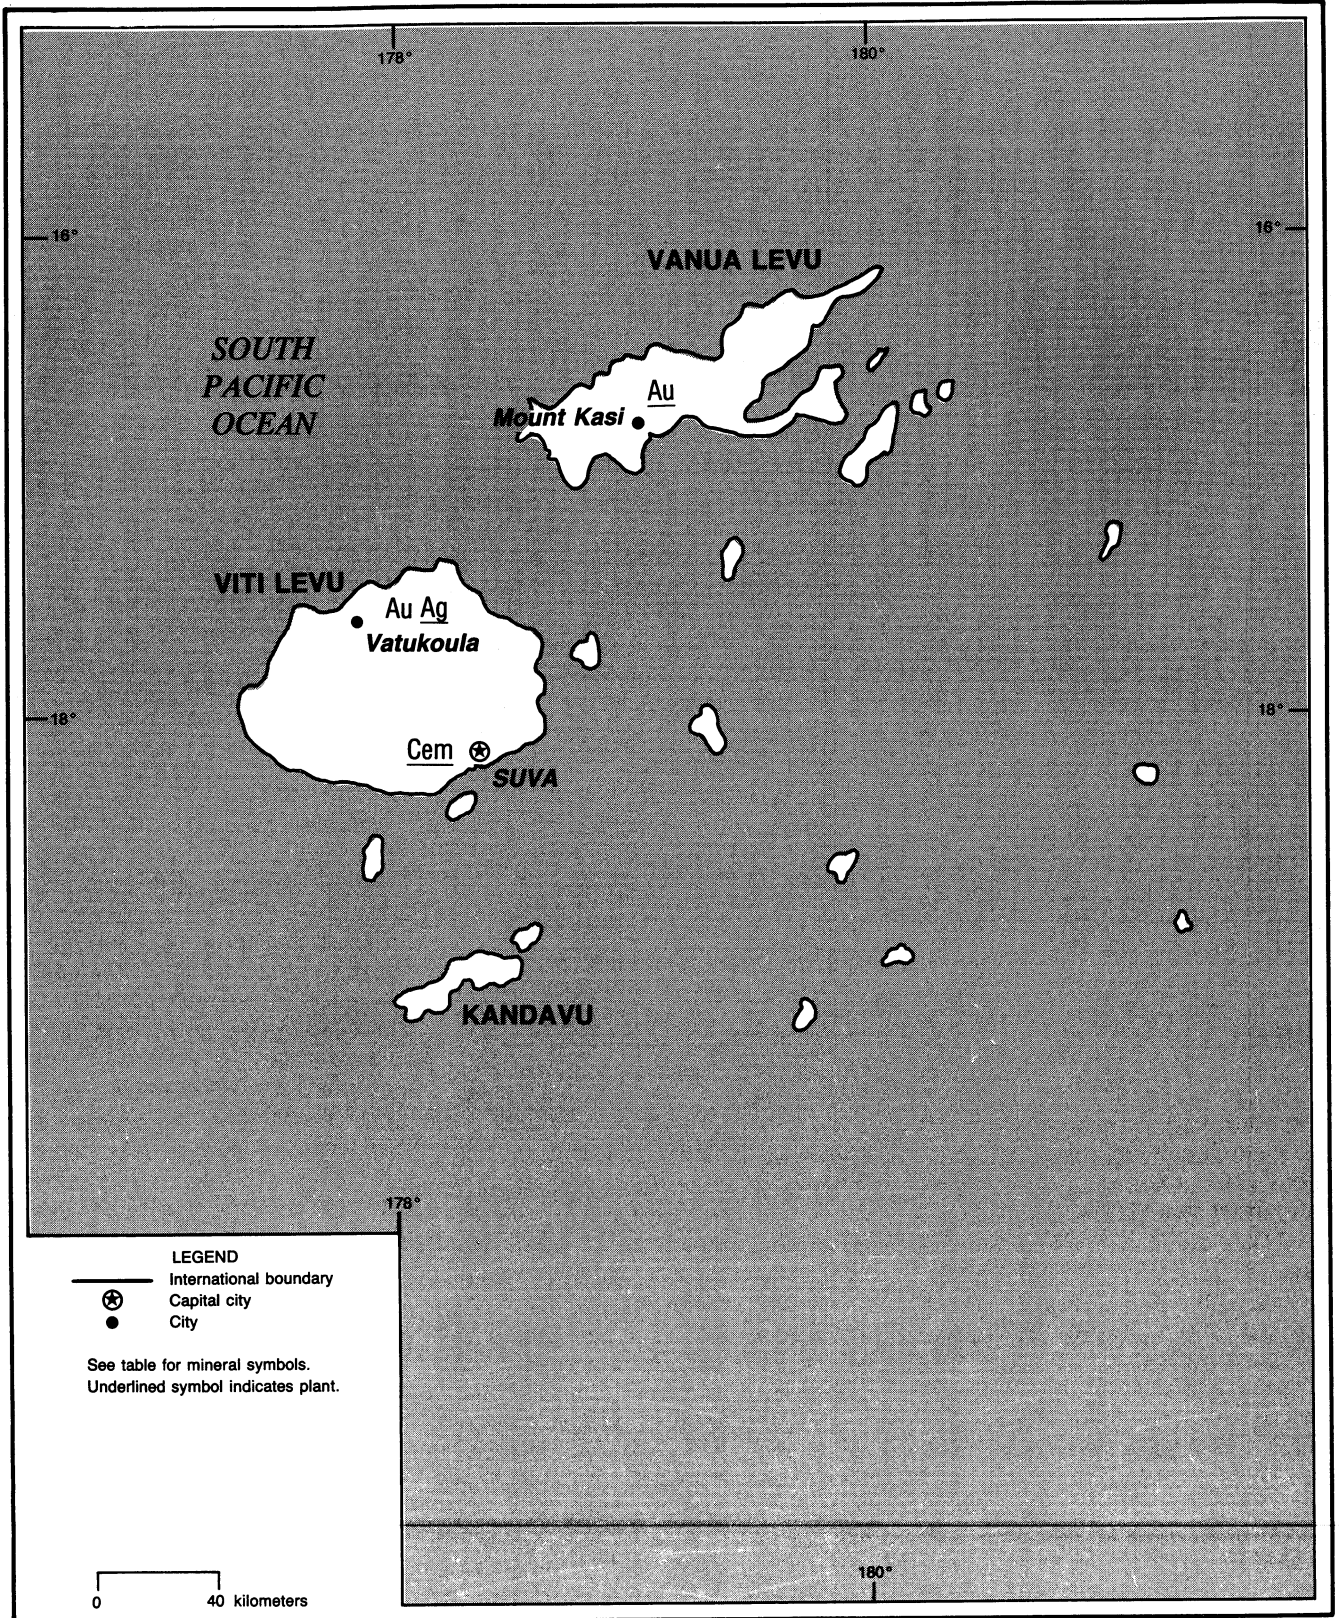 178°
180°
16°
16°
VANUA LEVU
SOUTH
PACIFIC
OCEAN
Au
Mount Kasi
VITI LEVU
Au Ag
Vatukoula
18°
18°
Cem
SUVA
KANDAVU
178°
LEGEND
International boundary
Capital city
City
See table for mineral symbols.
Underlined symbol indicates plant.
180°
0 40 kilometers